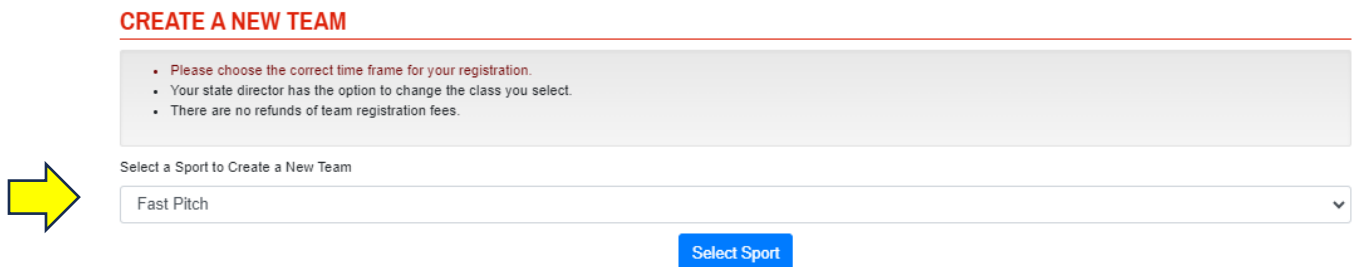 CREATE A NEW TEAM
Please choose the correct time frame for your registration.
Your state director has the option to change the class you select.
There are no refunds of team registration fees.
Select a Sport to Create a New Team
Fast Pitch
Select Sport